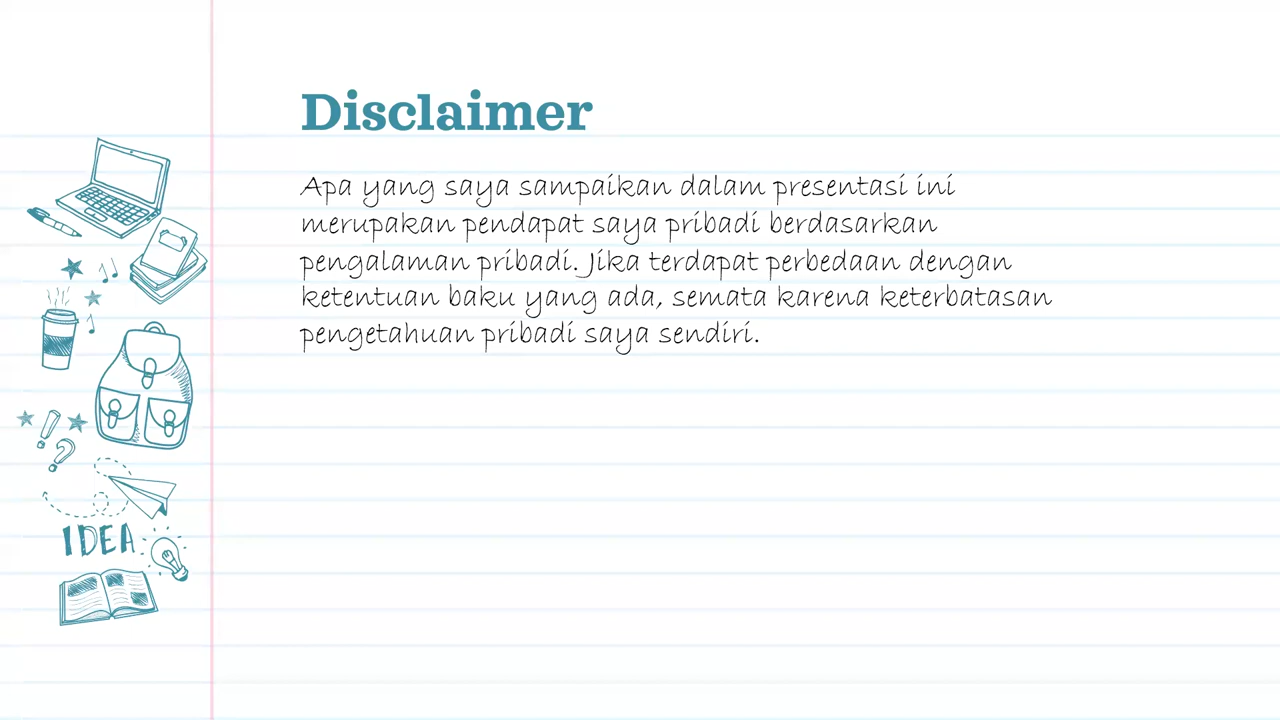 Disclaimer
Apa yang saya sampaikan dalam presentasi ini
merupakan pendapat saya pribadi berdasarkan
pengalaman pribadi. Jika terdapat perbedaan dengan
ketentuan baku yang ada, semata karena keterbatasan
pengetahuan pribadi saya sendiri.
IDEA